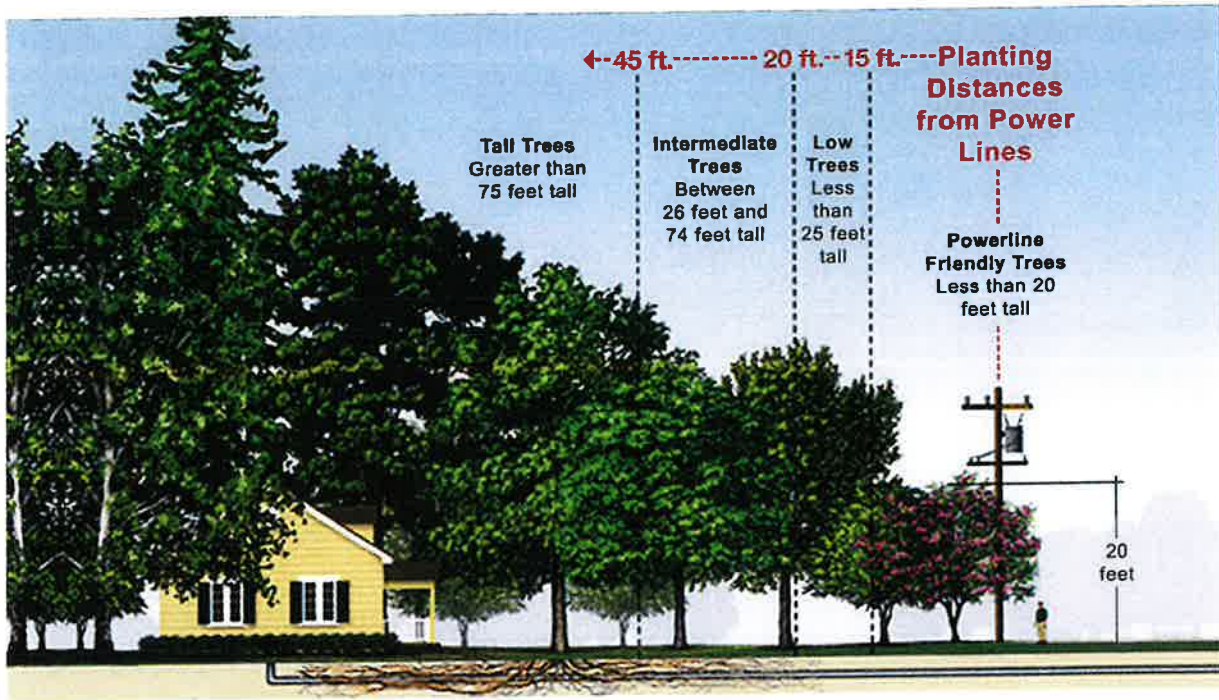 45 ft. 20 ft. 15 ft. Planting
Distances
from Power
Lines
Tall Trees
Greater than
75 feet tall
Intermediate
Trees
Between
26 feet and
74 feet tall
Low
Trees
Less
than
25 feet
tall
Powerline
Friendly Trees
Less than 20
feet tall
20
feet